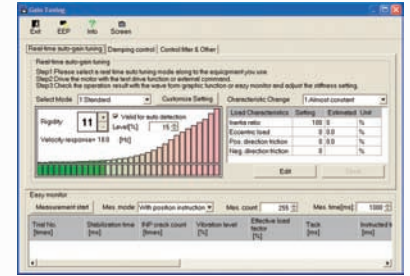 Gain Tuning
Exit EEP Info Screen
Real-time auto-gain tuning Damping control Control filter & Other
Real-time auto-gain tuning
Step1:Please select a real time auto tuning mode along to the equipment you use.
Step2:Drive the motor with the test drive function or external command.
Step3:Check the operation result with the wave form graphic function or easy monitor and adjust the stiffness setting.
Select Mode 1:Standard Customize Setting Characteristic Change 1:Almost constant
Rigidity 11 Valid for auto detection
Level[%] 15
Velocity response= 18.0 [Hz]
Load Characteristics Setting Estimated Unit
Inertia ratio 100 0 %
Eccentric load 0 0.0 %
Pos. direction friction 0 0.0 %
Neg. direction friction 0 %
Edit
Easy monitor
Measurement start Mes. mode With position instruction Mes. count 255 Mes. time[ms] 1000
Trial No. [times] Stabilization time [ms] INP crack count [times] Vibration level [%] Effective load factor [%] Tack [ms] Instructed